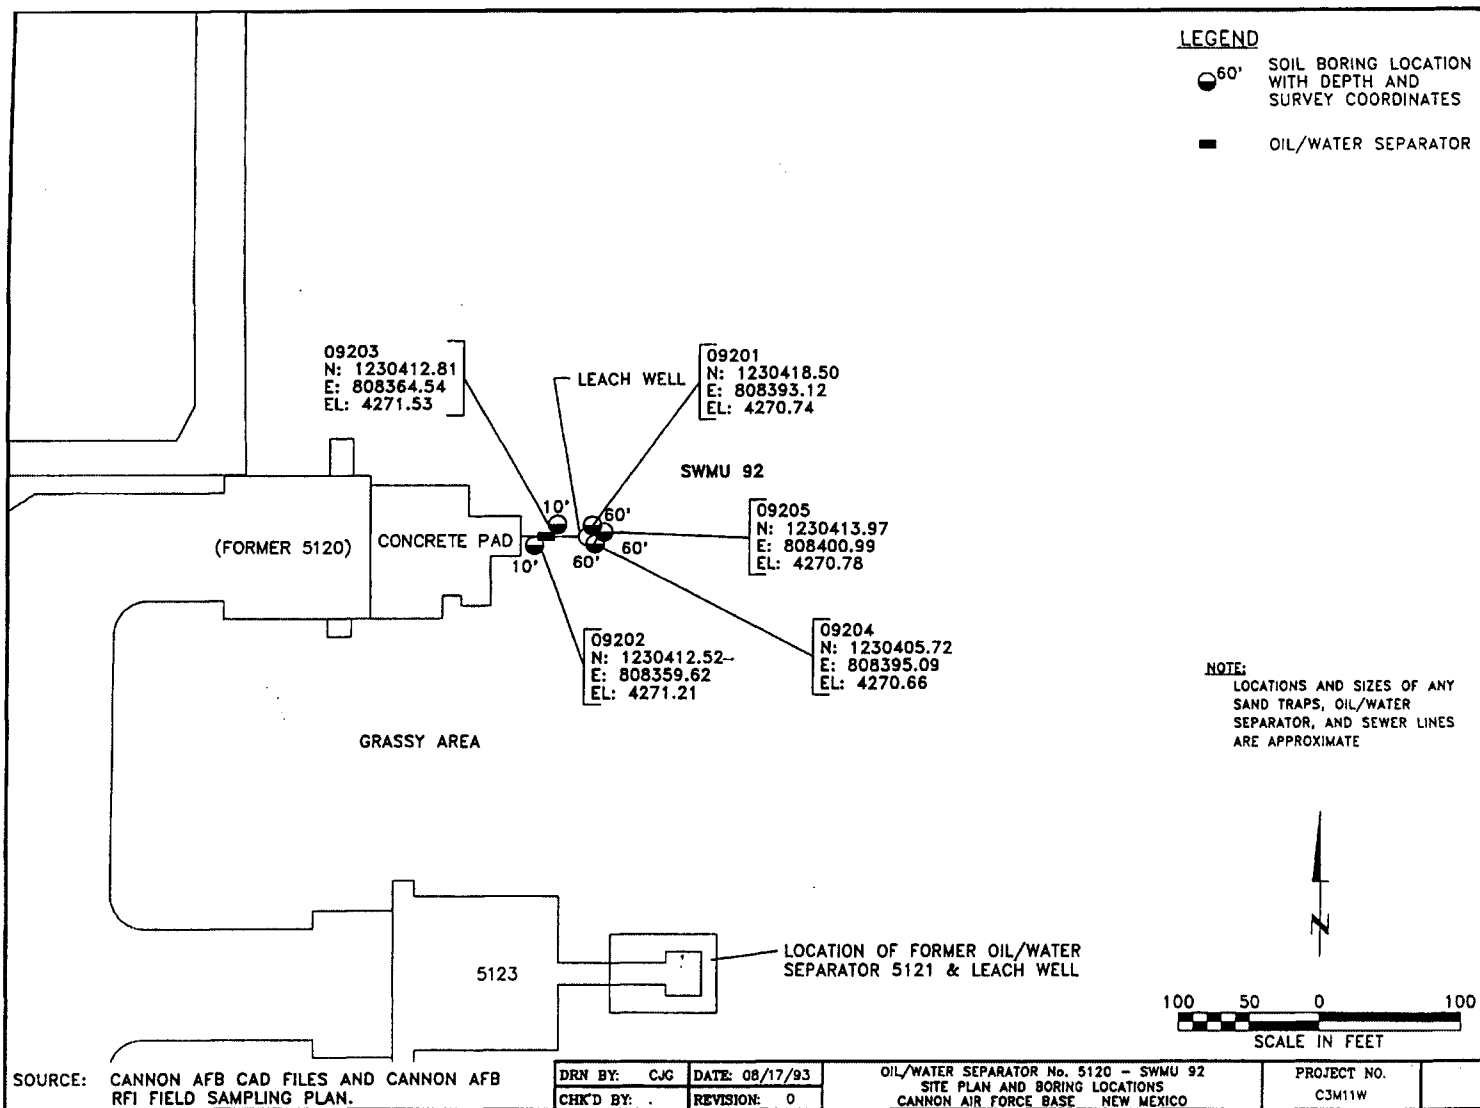 LEGEND
60'
SOIL BORING LOCATION
WITH DEPTH AND
SURVEY COORDINATES
OIL/WATER SEPARATOR
09203
N: 1230412.81
E: 808364.54
EL: 4271.53
LEACH WELL
09201
N: 1230418.50
E: 808393.12
EL: 4270.74
SWMU 92
10'
60'
09205
N: 1230413.97
E: 808400.99
EL: 4270.78
(FORMER 5120)
CONCRETE PAD
10'
60'
60'
09202
N: 1230412.52
E: 808359.62
EL: 4271.21
09204
N: 1230405.72
E: 808395.09
EL: 4270.66
NOTE:
LOCATIONS AND SIZES OF ANY
SAND TRAPS, OIL/WATER
SEPARATOR, AND SEWER LINES
ARE APPROXIMATE
GRASSY AREA
N
5123
LOCATION OF FORMER OIL/WATER
SEPARATOR 5121 & LEACH WELL
100 50 0 100
SCALE IN FEET
SOURCE: CANNON AFB CAD FILES AND CANNON AFB
RFI FIELD SAMPLING PLAN.
DRN BY: CJG
DATE: 08/17/93
CHK'D BY: .
REVISION: 0
OIL/WATER SEPARATOR No. 5120 - SWMU 92
SITE PLAN AND BORING LOCATIONS
CANNON AIR FORCE BASE NEW MEXICO
PROJECT NO.
C3M11W